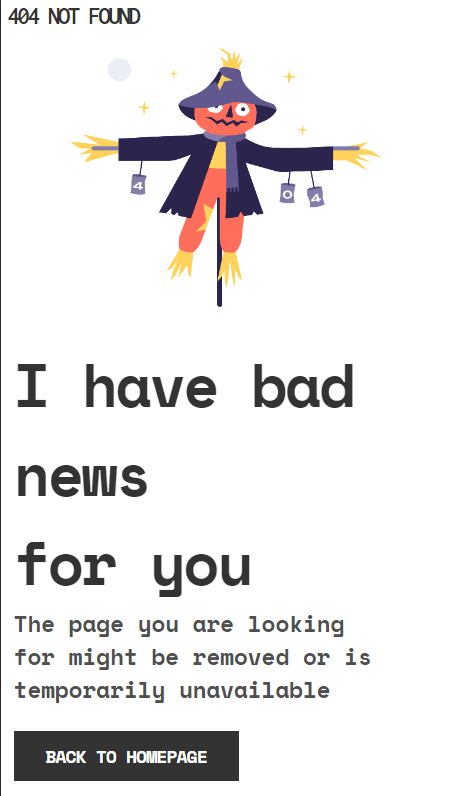 404 NOT FOUND
4
0
4
I have bad
news
for you
The page you are looking
for might be removed or is
temporarily unavailable
BACK TO HOMEPAGE